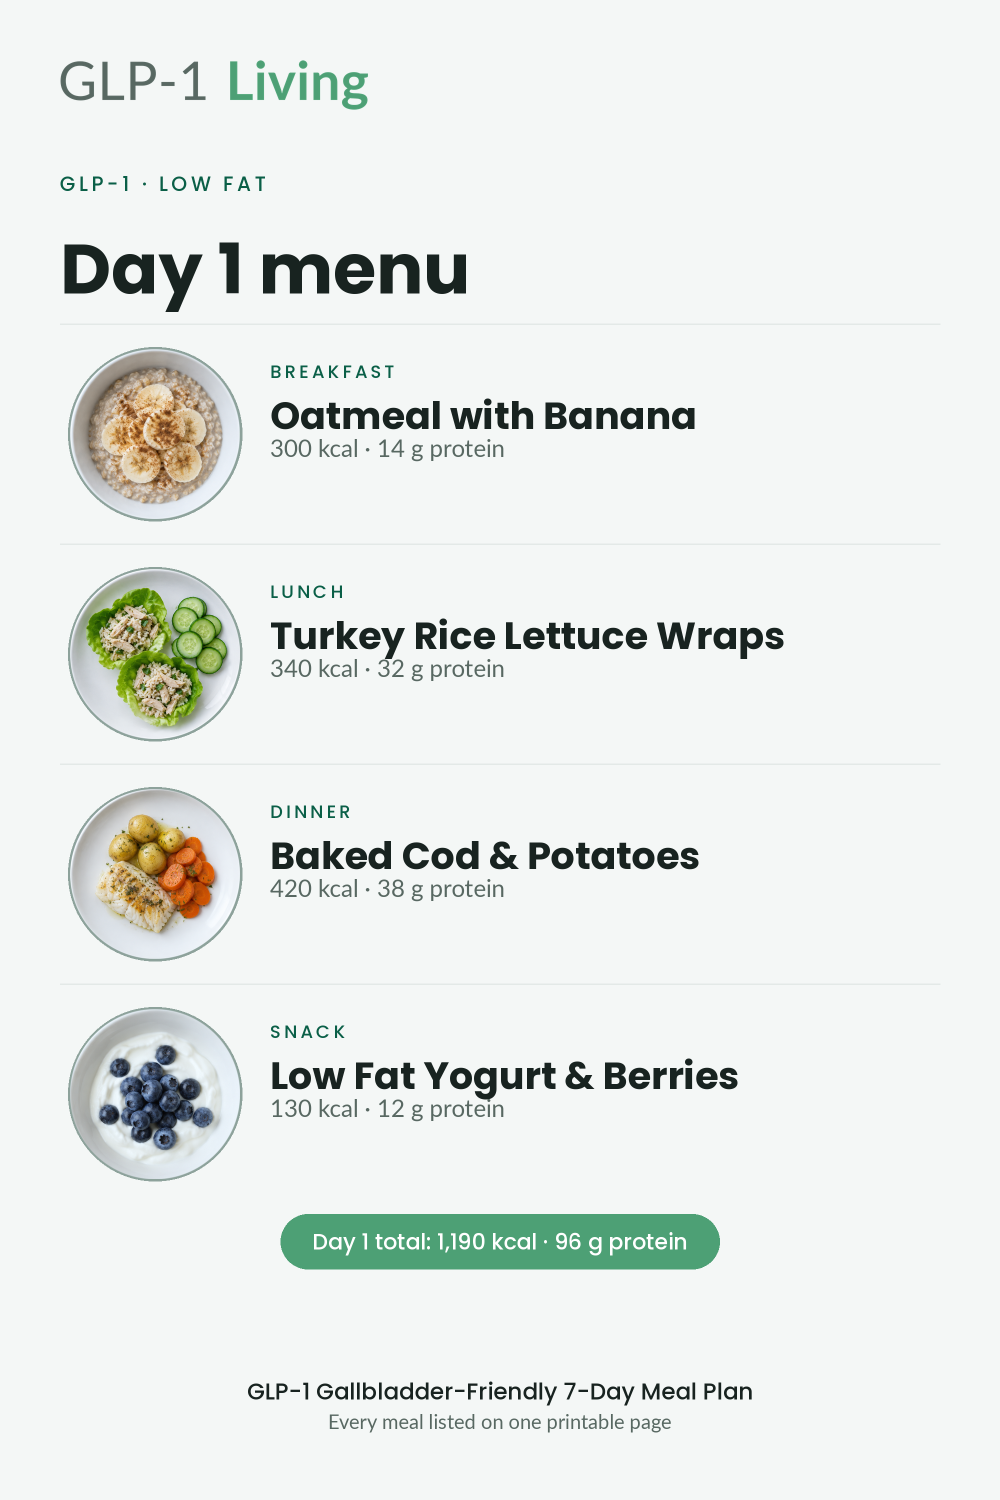 GLP-1 Living
GLP-1 · LOW FAT
Day 1 menu
BREAKFAST
Oatmeal with Banana
300 kcal · 14 g protein
LUNCH
Turkey Rice Lettuce Wraps
340 kcal · 32 g protein
DINNER
Baked Cod & Potatoes
420 kcal · 38 g protein
SNACK
Low Fat Yogurt & Berries
130 kcal · 12 g protein
Day 1 total: 1,190 kcal · 96 g protein
GLP-1 Gallbladder-Friendly 7-Day Meal Plan
Every meal listed on one printable page